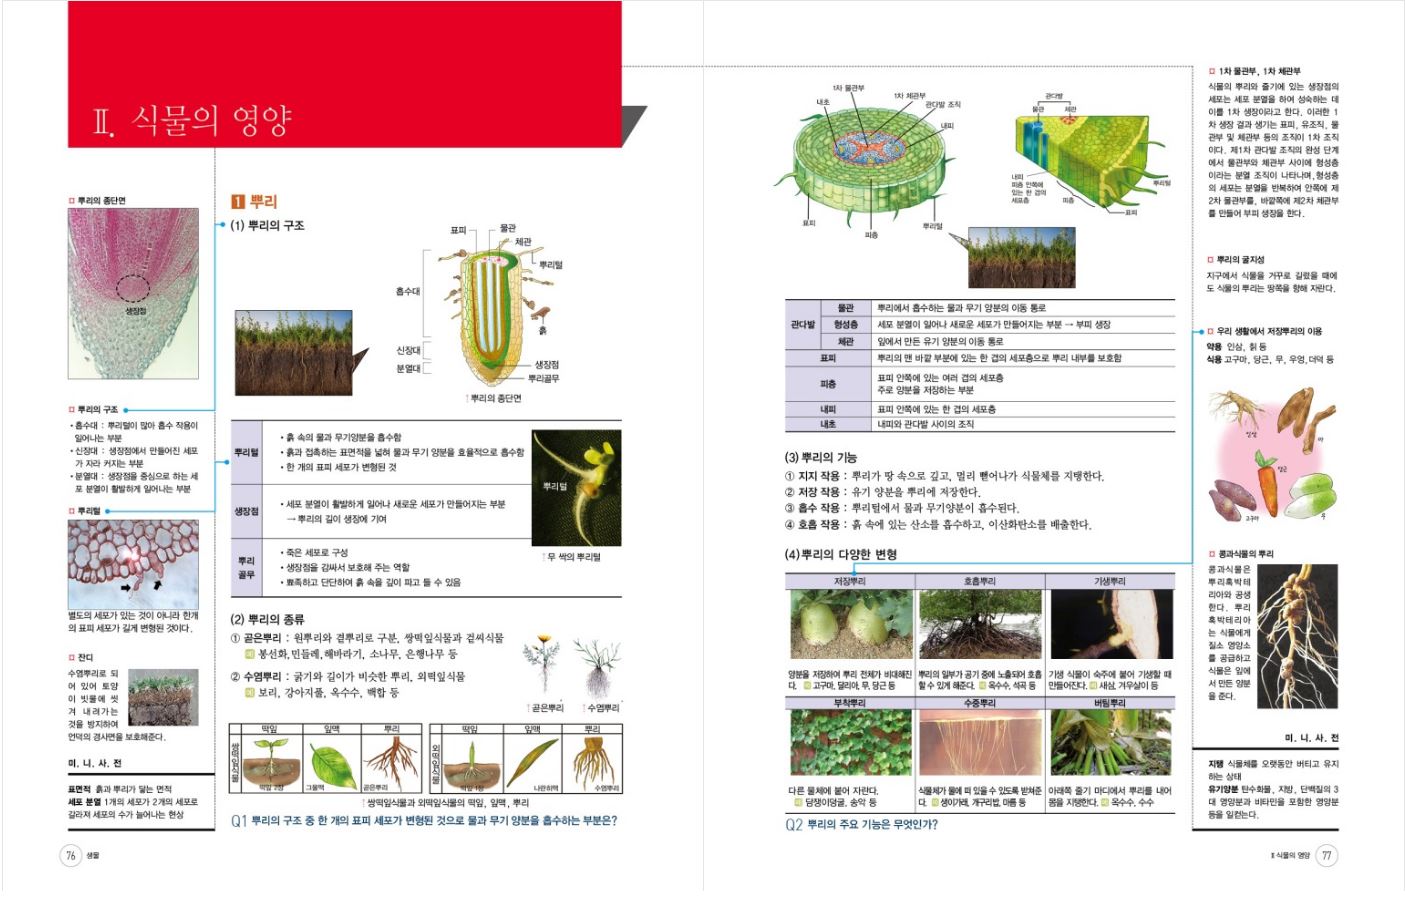 II. 식물의 영양
ㅁ 뿌리의 종단면
생장점
ㅁ 뿌리의 구조
• 흡수대 : 뿌리털이 많아 흡수 작용이
일어나는 부분
• 신장대 : 생장점에서 만들어진 세포
가 자라 커지는 부분
• 분열대 : 생장점을 중심으로 하는 세
포 분열이 활발하게 일어나는 부분
ㅁ 뿌리털
별도의 세포가 있는 것이 아니라 한개
의 표피 세포가 길게 변형된 것이다.
ㅁ 잔디
수염뿌리로 되
어 있어 토양
이 빗물에 씻
겨 내려가는
것을 방지하여
언덕의 경사면을 보호해준다.
미. 니. 사. 전
표면적 흙과 뿌리가 닿는 면적
세포 분열 1개의 세포가 2개의 세포로
갈라져 세포의 수가 늘어나는 현상
76 생물
1 뿌리
(1) 뿌리의 구조
표피
물관
체관
뿌리털
흡수대
흙
신장대
분열대
생장점
뿌리골무
↑뿌리의 종단면
뿌리털
• 흙 속의 물과 무기양분을 흡수함
• 흙과 접촉하는 표면적을 넓혀 물과 무기 양분을 효율적으로 흡수함
• 한 개의 표피 세포가 변형된 것
생장점
• 세포 분열이 활발하게 일어나 새로운 세포가 만들어지는 부분
→ 뿌리의 길이 생장에 기여
뿌리
골무
• 죽은 세포로 구성
• 생장점을 감싸서 보호해 주는 역할
• 뾰족하고 단단하여 흙 속을 깊이 파고 들 수 있음
뿌리털
↑무 싹의 뿌리털
(2) 뿌리의 종류
① 곧은뿌리 : 원뿌리와 곁뿌리로 구분, 쌍떡잎식물과 겉씨식물
예 봉선화,민들레,해바라기, 소나무, 은행나무 등
② 수염뿌리 : 굵기와 길이가 비슷한 뿌리, 외떡잎식물
예 보리, 강아지풀, 옥수수, 백합 등
↑곧은뿌리 ↑수염뿌리
떡잎 잎맥 뿌리
쌍떡잎식물
떡잎 2장 그물맥 곧은뿌리
떡잎 잎맥 뿌리
외떡잎식물
떡잎 1장 나란히맥 수염뿌리
↑쌍떡잎식물과 외떡잎식물의 떡잎, 잎맥, 뿌리
Q1 뿌리의 구조 중 한 개의 표피 세포가 변형된 것으로 물과 무기 양분을 흡수하는 부분은?
1차 물관부
1차 체관부
내초
관다발 조직
내피
표피
피층
뿌리털
관다발
물관 체관
내피
피층 안쪽에
있는 한 겹의
세포층
피층
표피
뿌리털
관다발
물관 뿌리에서 흡수하는 물과 무기 양분의 이동 통로
형성층 세포 분열이 일어나 새로운 세포가 만들어지는 부분 → 부피 생장
체관 잎에서 만든 유기 양분의 이동 통로
표피 뿌리의 맨 바깥 부분에 있는 한 겹의 세포층으로 뿌리 내부를 보호함
피층 표피 안쪽에 있는 여러 겹의 세포층
주로 양분을 저장하는 부분
내피 표피 안쪽에 있는 한 겹의 세포층
내초 내피와 관다발 사이의 조직
(3) 뿌리의 기능
① 지지 작용 : 뿌리가 땅 속으로 깊고, 멀리 뻗어나가 식물체를 지탱한다.
② 저장 작용 : 유기 양분을 뿌리에 저장한다.
③ 흡수 작용 : 뿌리털에서 물과 무기양분이 흡수된다.
④ 호흡 작용 : 흙 속에 있는 산소를 흡수하고, 이산화탄소를 배출한다.
(4) 뿌리의 다양한 변형
저장뿌리 호흡뿌리 기생뿌리
양분을 저장하여 뿌리 전체가 비대해진
다. 예 고구마, 달리아, 무, 당근 등
뿌리의 일부가 공기 중에 노출되어 호흡
할 수 있게 해준다. 예 옥수수, 석곡 등
기생 식물이 숙주에 붙어 기생할 때
만들어진다. 예 새삼, 겨우살이 등
부착뿌리 수중뿌리 버팀뿌리
다른 물체에 붙어 자란다.
예 담쟁이덩굴, 송악 등
식물체가 물에 떠 있을 수 있도록 받쳐준
다. 예 생이가래, 개구리밥, 마름 등
아래쪽 줄기 마디에서 뿌리를 내어
몸을 지탱한다. 예 옥수수, 수수
Q2 뿌리의 주요 기능은 무엇인가?
ㅁ 1차 물관부, 1차 체관부
식물의 뿌리와 줄기에 있는 생장점의
세포는 세포 분열을 하여 성숙하는 데
이를 1차 생장이라고 한다. 이러한 1
차 생장 결과 생기는 표피, 유조직, 물
관부 및 체관부 등의 조직이 1차 조직
이다. 제1차 관다발 조직의 완성 단계
에서 물관부와 체관부 사이에 형성층
이라는 분열 조직이 나타나며,형성층
의 세포는 분열을 반복하여 안쪽에 제
2차 물관부를, 바깥쪽에 제2차 체관부
를 만들어 부피 생장을 한다.
ㅁ 뿌리의 굴지성
지구에서 식물을 거꾸로 길렀을 때에
도 식물의 뿌리는 땅쪽을 향해 자란다.
ㅁ 우리 생활에서 저장뿌리의 이용
약용 인삼, 칡 등
식용 고구마, 당근, 무, 우엉,더덕 등
인삼
마
당근
고구마
무
ㅁ 콩과식물의 뿌리
콩과식물은
뿌리혹박테
리아와 공생
한다. 뿌리
혹박테리아
는 식물에게
질소 영양소
를 공급하고
식물은 잎에
서 만든 양분
을 준다.
미. 니. 사. 전
지탱 식물체를 오랫동안 버티고 유지
하는 상태
유기양분 탄수화물, 지방, 단백질의 3
대 영양분과 비타민을 포함한 영양분
등을 일컫는다.
II 식물의 영양 77